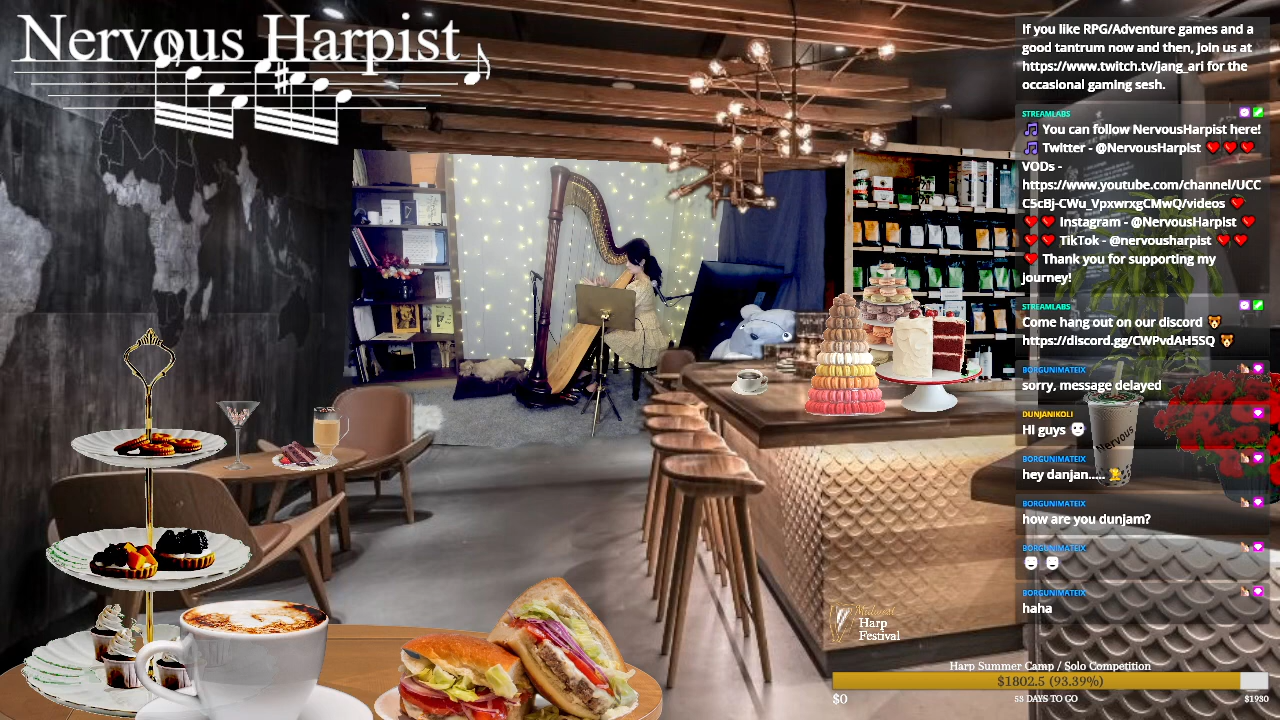 Nervous Harpist
If you like RPG/Adventure games and a
good tantrum now and then, join us at
https://www.twitch.tv/jang_ari for the
occasional gaming sesh.
STREAMLABS
🎵 You can follow NervousHarpist here!
🎵 Twitter - @NervousHarpist ❤️❤️❤️
VODs -
https://www.youtube.com/channel/UCC
C5cBj-CWu_VpxwrxgCMwQ/videos ❤️
❤️❤️ Instagram - @NervousHarpist ❤️
❤️❤️ TikTok - @nervousharpist ❤️❤️
❤️ Thank you for supporting my
journey!
STREAMLABS
Come hang out on our discord 🐻
https://discord.gg/CWPvdAH5SQ 🐻
BORGUNIMATEIX
sorry, message delayed
DUNJANIKOLI
Hi guys
BORGUNIMATEIX
hey danjan.....
BORGUNIMATEIX
how are you dunjam?
BORGUNIMATEIX
BORGUNIMATEIX
haha
Nervous
Midwest
Harp
Festival
Harp Summer Camp / Solo Competition
$1802.5 (93.39%)
$0 53 DAYS TO GO $1930